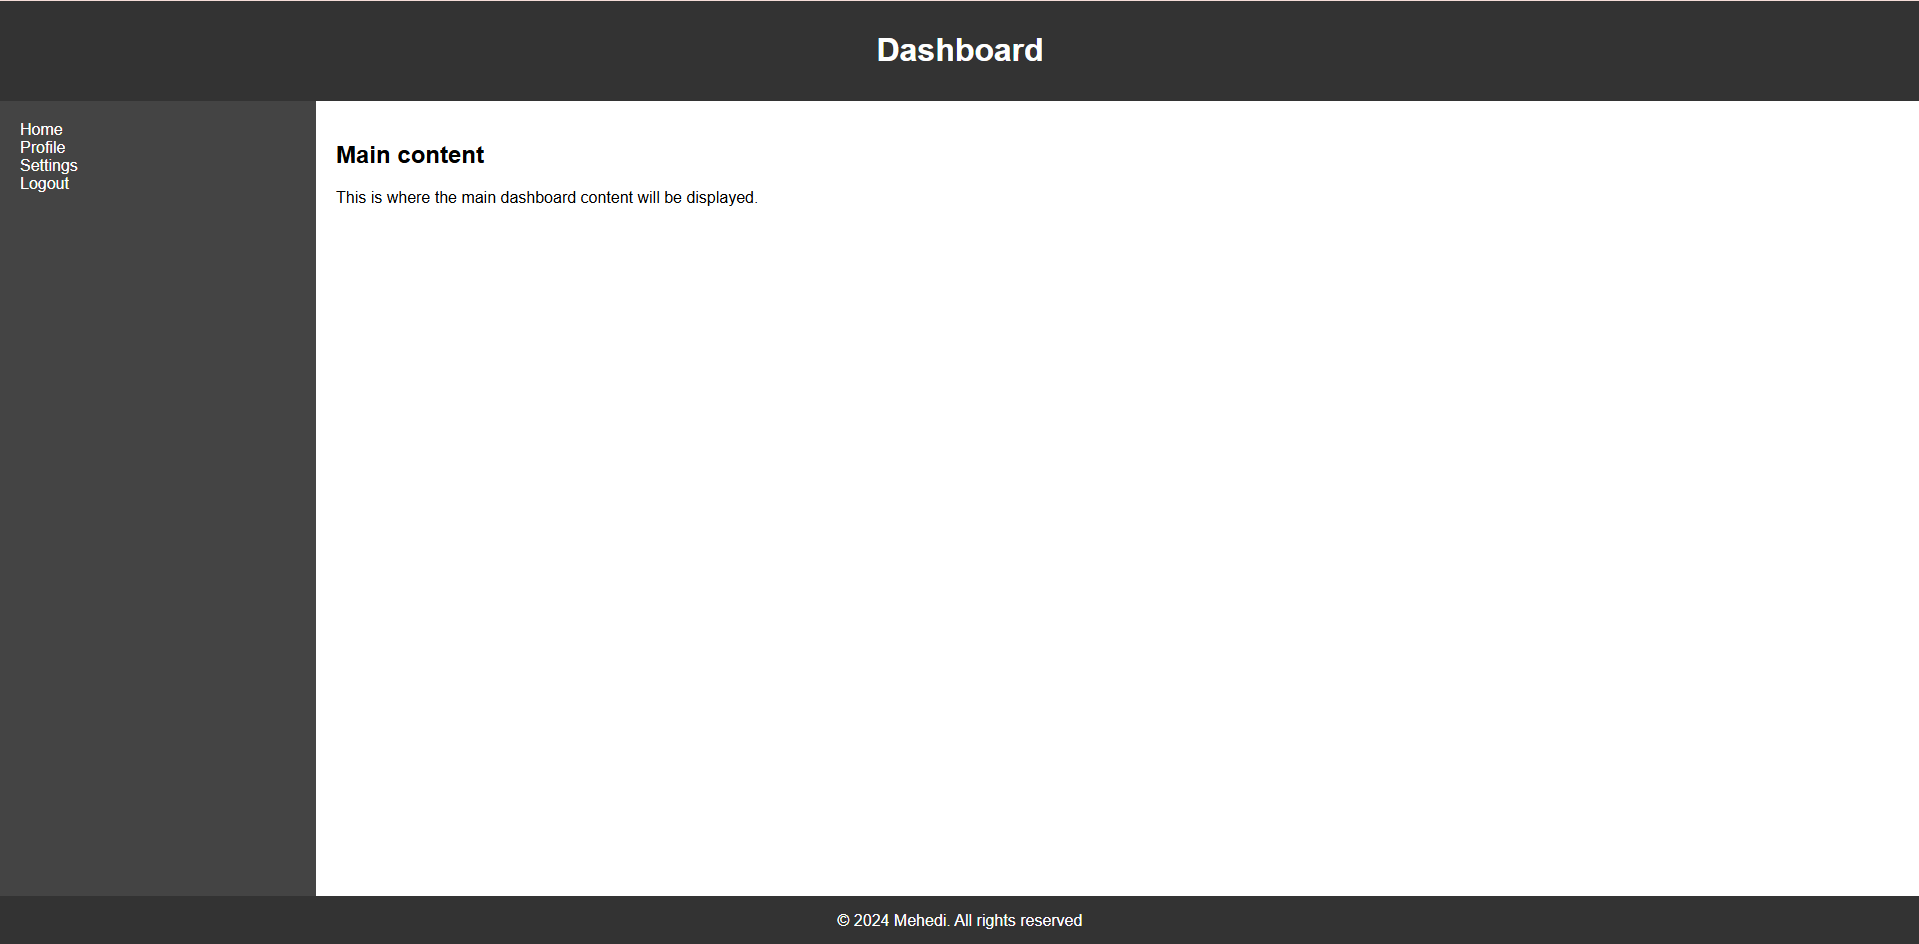 Dashboard
Home
Profile
Settings
Logout
Main content
This is where the main dashboard content will be displayed.
© 2024 Mehedi. All rights reserved